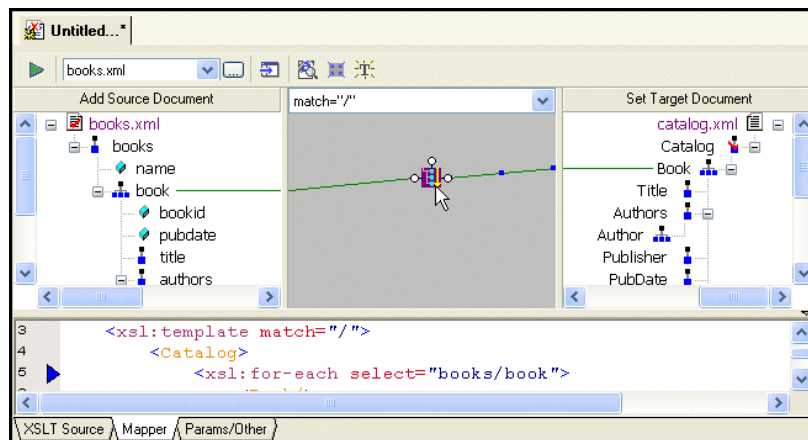 Untitled...*
books.xml
Add Source Document
match="/"
Set Target Document
books.xml
catalog.xml
books
Catalog
name
Book
book
Title
bookid
Authors
pubdate
Author
title
Publisher
authors
PubDate
3 <xsl:template match="/">
4 <Catalog>
5 <xsl:for-each select="books/book">
XSLT Source Mapper Params/Other